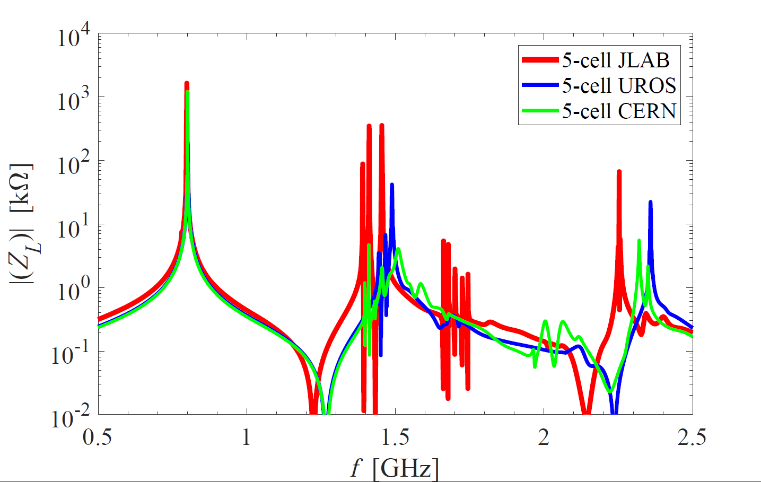 10^4
10^3
10^2
10^1
10^0
10^-1
10^-2
|(Z_L)| [kΩ]
5-cell JLAB
5-cell UROS
5-cell CERN
0.5 1 1.5 2 2.5
f [GHz]